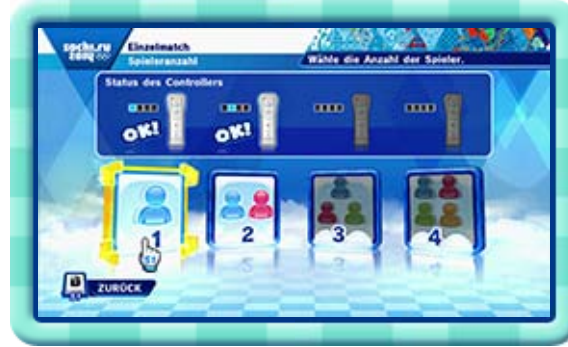 sochi.ru
2014
Einzelmatch
Spieleranzahl
Wähle die Anzahl der Spieler.
Status des Controllers
OK! OK!
1 2 3 4
ZURÜCK